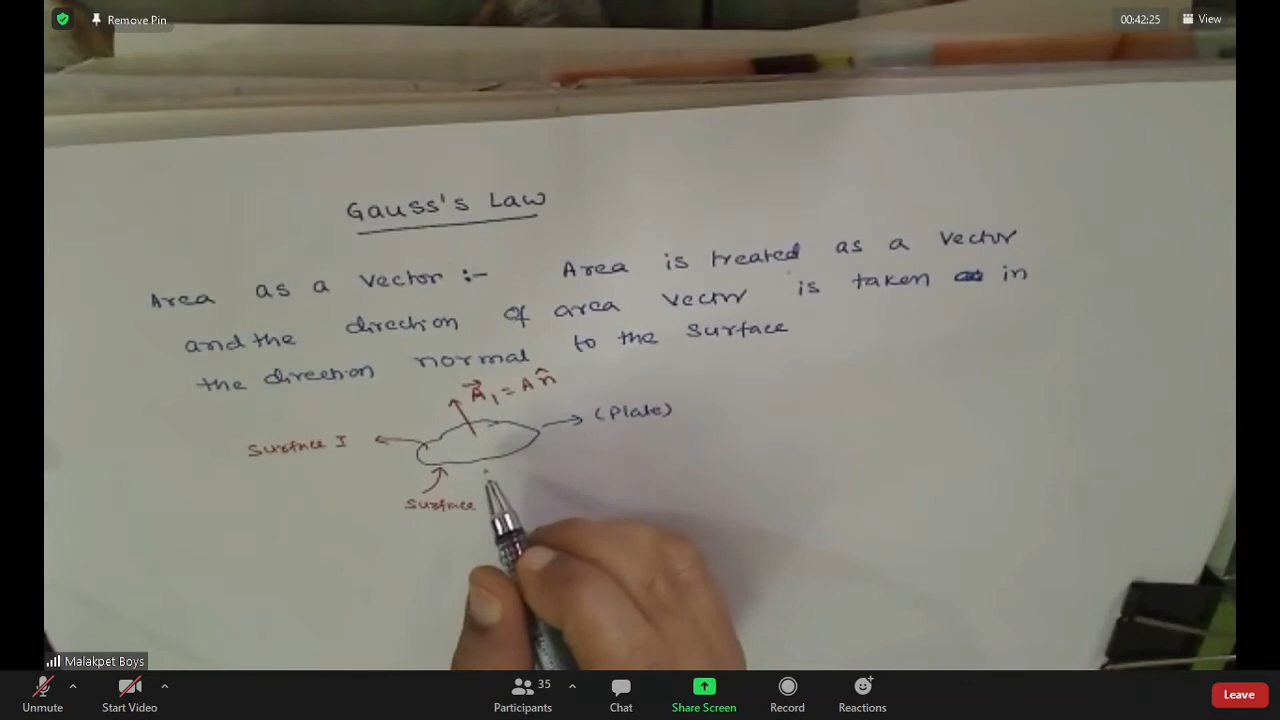 Remove Pin
00:42:25
View
Gauss's Law
Area as a vector :- Area is treated as a vector
and the direction of area vector is taken in
the direction normal to the surface
A⃗₁ = A n̂
(Plate)
Surface I
Surface
Malakpet Boys
Unmute
Start Video
35
Participants
Chat
Share Screen
Record
Reactions
Leave